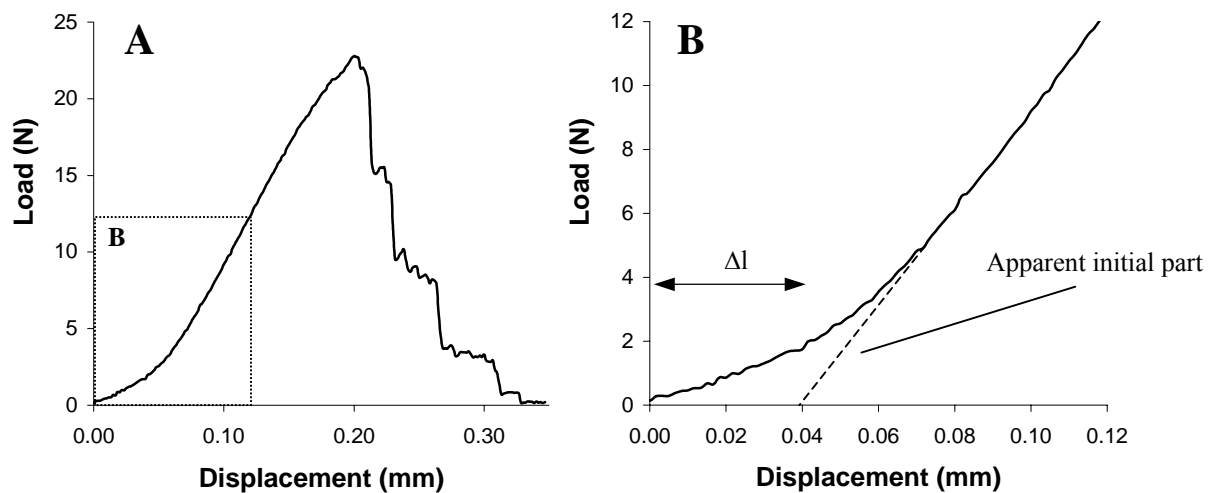 A
Load (N)
25
20
15
10
5
0
B
0.00 0.10 0.20 0.30
Displacement (mm)
B
Load (N)
12
10
8
6
4
2
0
Δl
Apparent initial part
0.00 0.02 0.04 0.06 0.08 0.10 0.12
Displacement (mm)